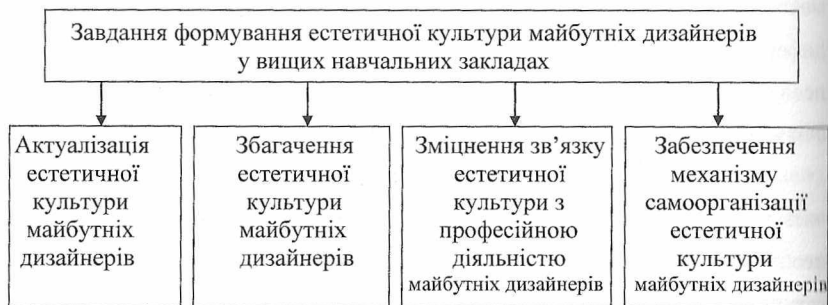 Завдання формування естетичної культури майбутніх дизайнерів
у вищих навчальних закладах
Актуалізація
естетичної
культури
майбутніх
дизайнерів
Збагачення
естетичної
культури
майбутніх
дизайнерів
Зміцнення зв’язку
естетичної
культури з
професійною
діяльністю
майбутніх дизайнерів
Забезпечення
механізму
самоорганізації
естетичної
культури
майбутніх дизайнерів